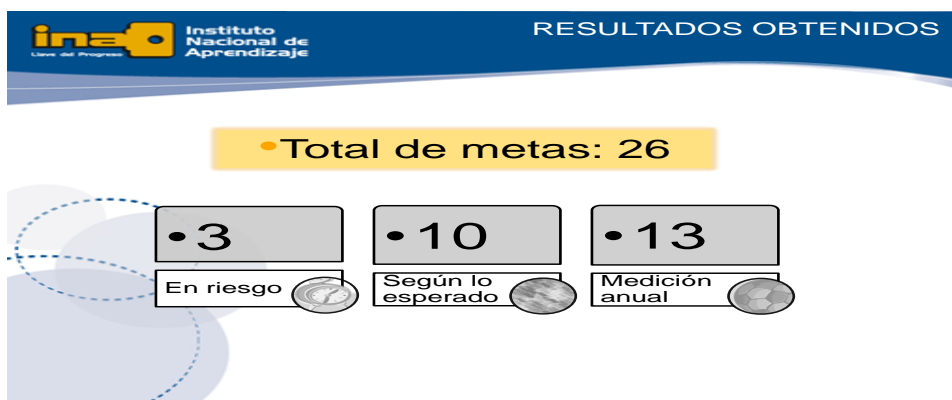 ina
Llave del Progreso
Instituto
Nacional de
Aprendizaje
RESULTADOS OBTENIDOS
•Total de metas: 26
•3
En riesgo
•10
Según lo
esperado
•13
Medición
anual